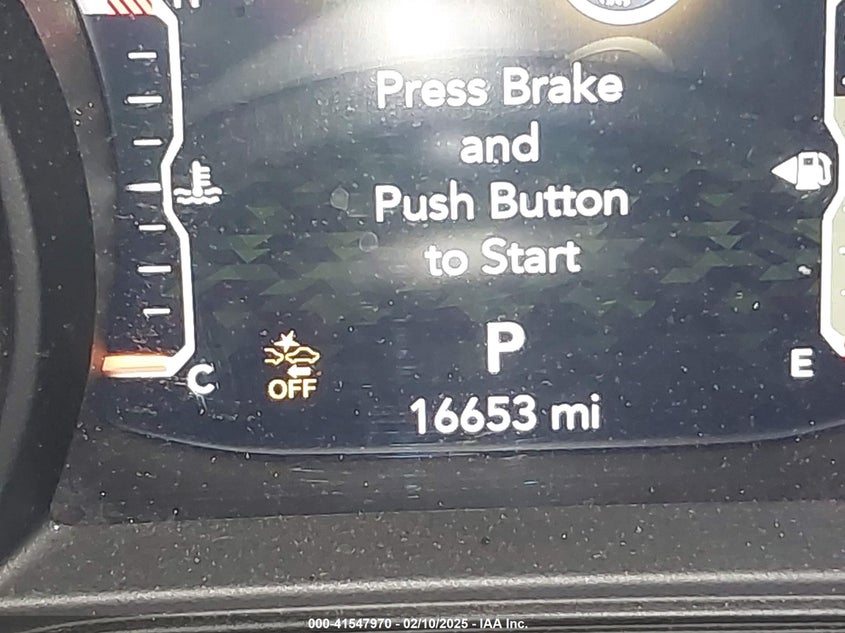 Press Brake
and
Push Button
to Start
P
C
OFF
E
16653 mi
000-41547970 - 02/10/2025 - IAA Inc.